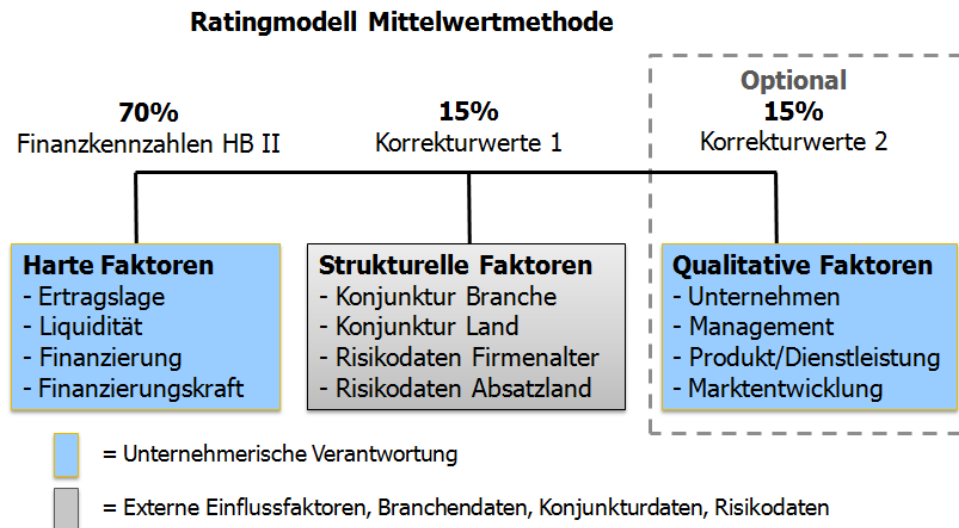 Ratingmodell Mittelwertmethode
Optional
70%
Finanzkennzahlen HB II
15%
Korrekturwerte 1
15%
Korrekturwerte 2
Harte Faktoren
- Ertragslage
- Liquidität
- Finanzierung
- Finanzierungskraft
Strukturelle Faktoren
- Konjunktur Branche
- Konjunktur Land
- Risikodaten Firmenalter
- Risikodaten Absatzland
Qualitative Faktoren
- Unternehmen
- Management
- Produkt/Dienstleistung
- Marktentwicklung
= Unternehmerische Verantwortung
= Externe Einflussfaktoren, Branchendaten, Konjunkturdaten, Risikodaten